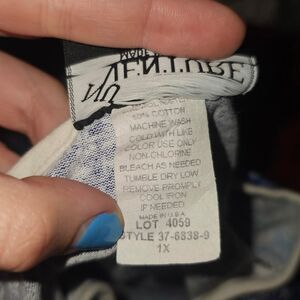 50% COTTON
MACHINE WASH
COLD WITH LIKE
COLOR USE ONLY
NON-CHLORINE
BLEACH AS NEEDED
TUMBLE DRY LOW
REMOVE PROMPLY
COOL IRON
IF NEEDED
MADE IN U.S.A.
LOT 4059
STYLE 37-6838-9
1X